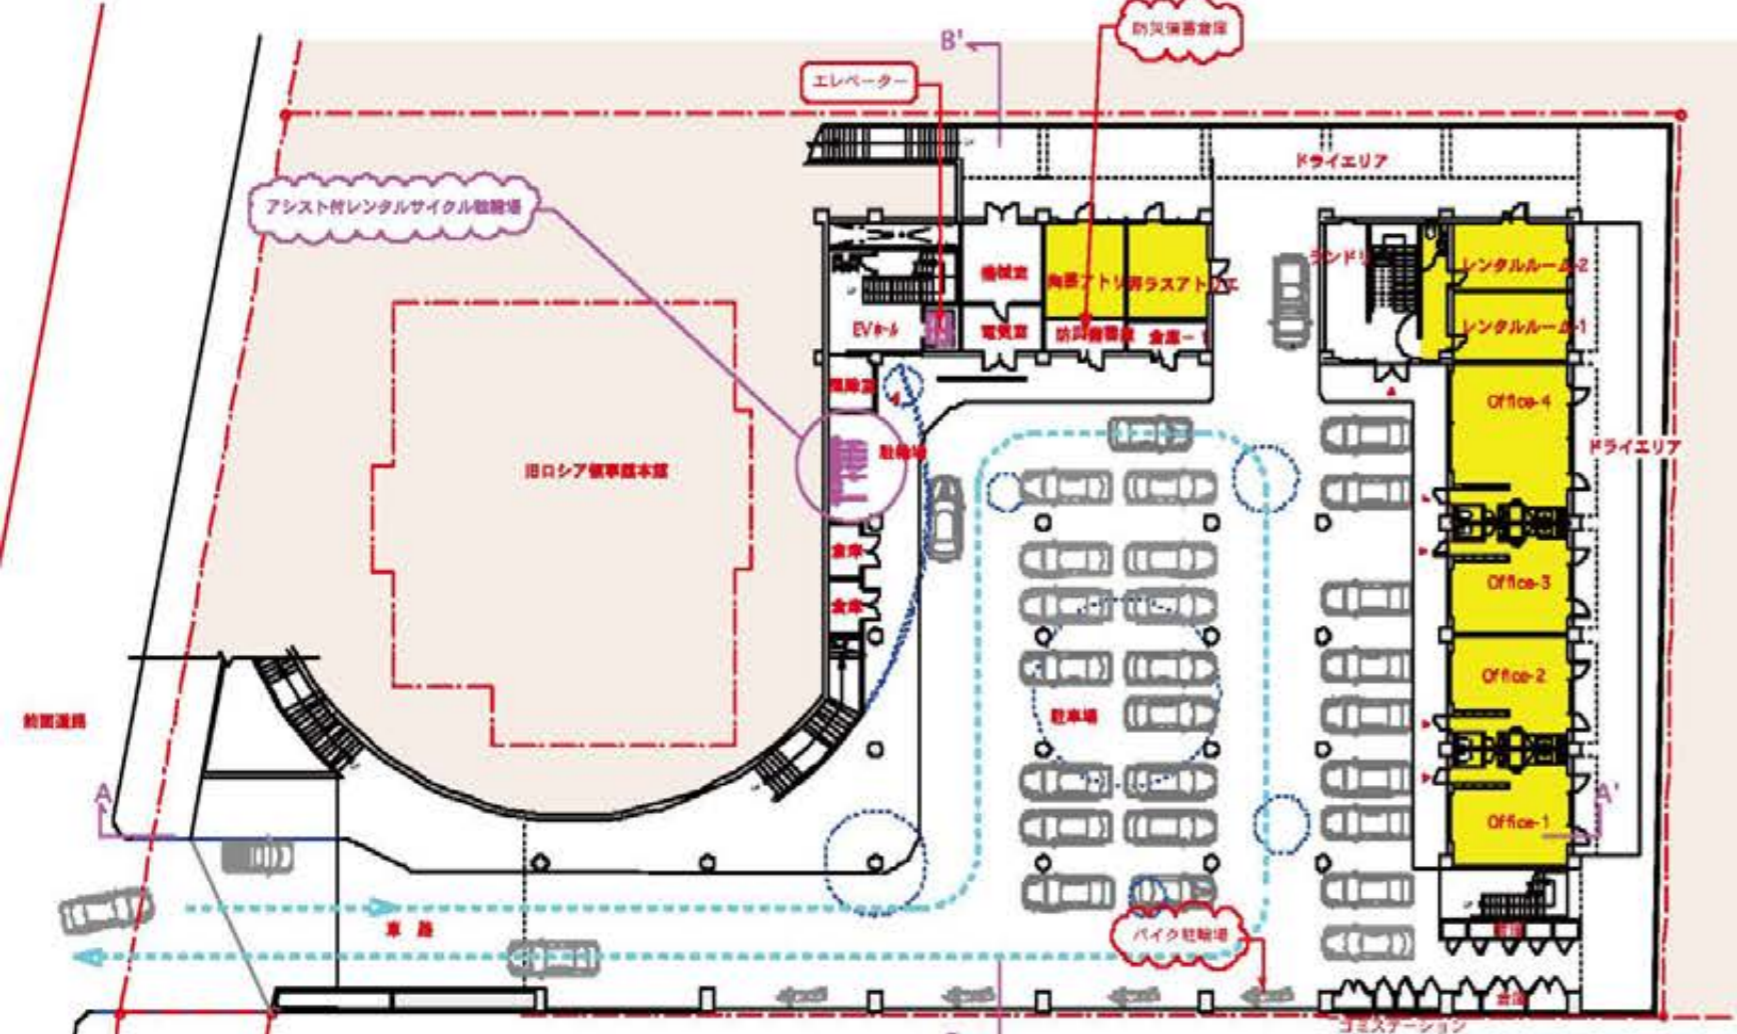 防災備蓄倉庫
B'
エレベーター
ドライエリア
アシスト付レンタルサイクル駐輪場
ランドリー
レンタルルーム-2
機械室
陶芸アトリエ
ガラスアトリエ
レンタルルーム-1
EVホール
電気室
防災備蓄倉庫
倉庫-1
Office-4
駐輪場
ドライエリア
旧ロシア領事館本館
倉庫
Office-3
倉庫
Office-2
前面道路
駐車場
A
A'
Office-1
車路
バイク駐輪場
倉庫
ゴミステーション